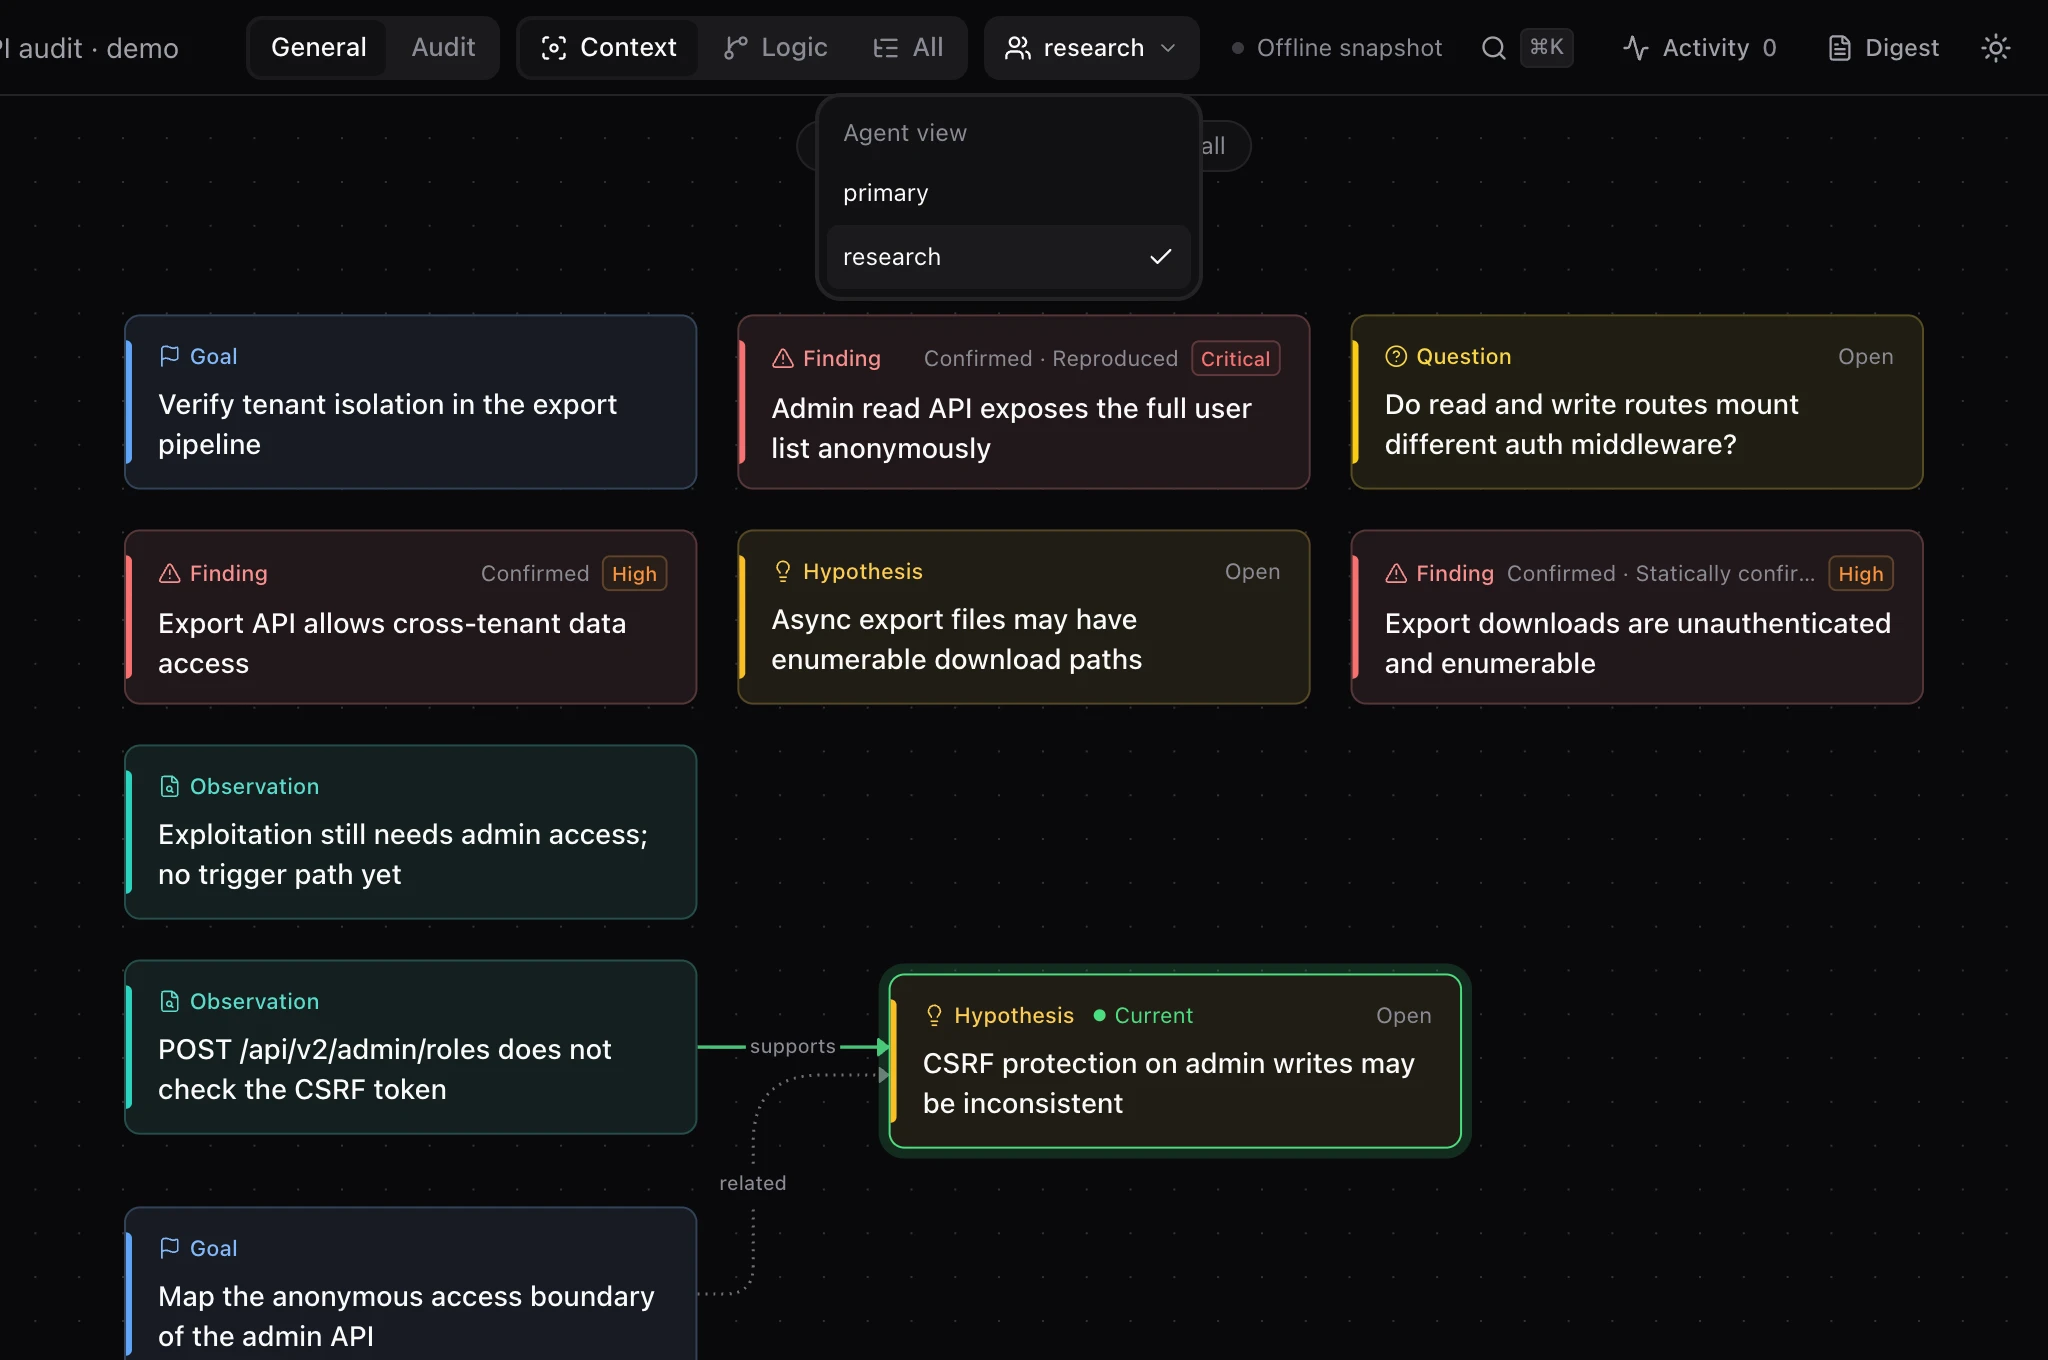 I audit · demo
General
Audit
Context
Logic
All
research
Offline snapshot
⌘K
Activity 0
Digest
Agent view
primary
research
all
Goal
Verify tenant isolation in the export
pipeline
Finding
Confirmed · Reproduced
Critical
Admin read API exposes the full user
list anonymously
Question
Open
Do read and write routes mount
different auth middleware?
Finding
Confirmed
High
Export API allows cross-tenant data
access
Hypothesis
Open
Async export files may have
enumerable download paths
Finding
Confirmed · Statically confir...
High
Export downloads are unauthenticated
and enumerable
Observation
Exploitation still needs admin access;
no trigger path yet
Observation
POST /api/v2/admin/roles does not
check the CSRF token
supports
Hypothesis
Current
Open
CSRF protection on admin writes may
be inconsistent
related
Goal
Map the anonymous access boundary
of the admin API